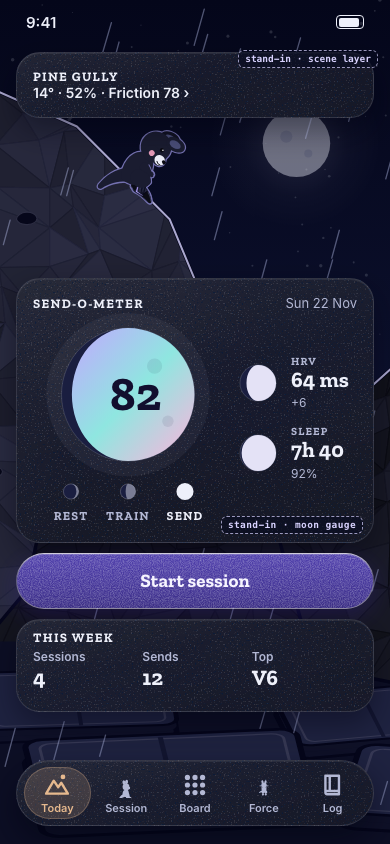 9:41
stand-in · scene layer
PINE GULLY
14° · 52% · Friction 78 ›
SEND-O-METER
Sun 22 Nov
82
HRV
64 ms
+6
SLEEP
7h 40
92%
REST
TRAIN
SEND
stand-in · moon gauge
Start session
THIS WEEK
Sessions
Sends
Top
4
12
V6
Today
Session
Board
Force
Log